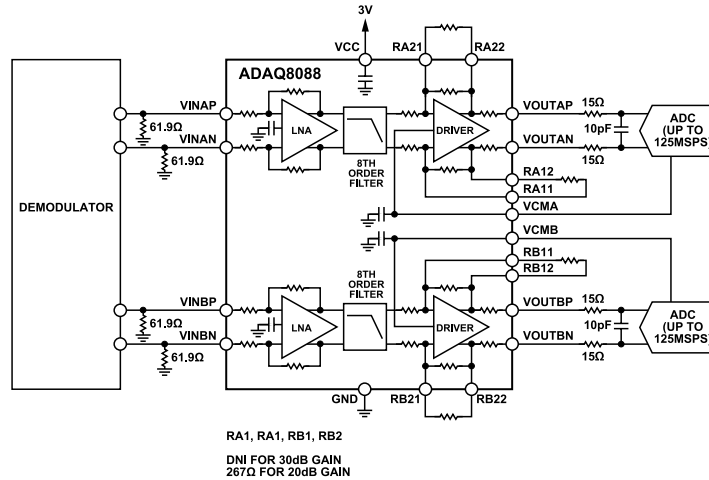 3V
VCC
RA21
RA22
ADAQ8088
VINAP
61.9Ω
VINAN
61.9Ω
LNA
8TH
ORDER
FILTER
DRIVER
VOUTAP
15Ω
10pF
VOUTAN
15Ω
ADC
(UP TO
125MSPS)
RA12
RA11
VCMA
DEMODULATOR
VCMB
RB11
RB12
VINBP
61.9Ω
VINBN
61.9Ω
LNA
8TH
ORDER
FILTER
DRIVER
VOUTBP
15Ω
10pF
VOUTBN
15Ω
ADC
(UP TO
125MSPS)
GND
RB21
RB22
RA1, RA1, RB1, RB2
DNI FOR 30dB GAIN
267Ω FOR 20dB GAIN